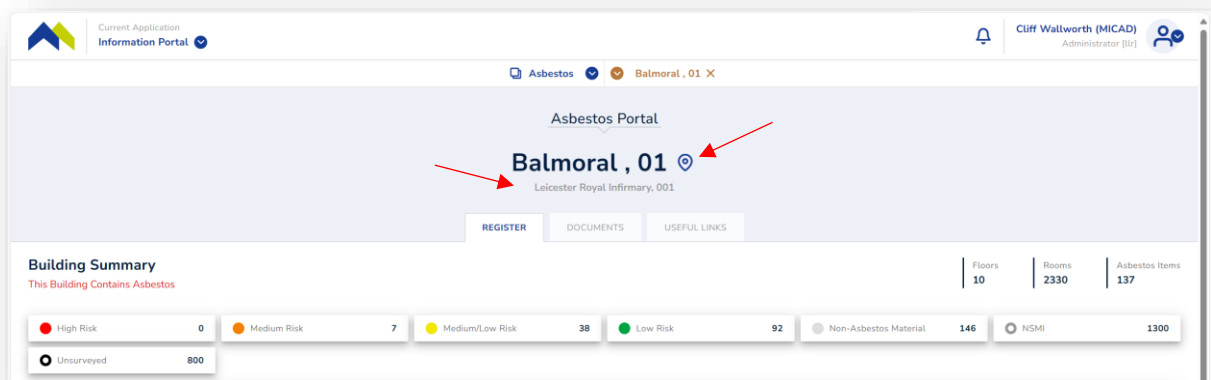 Current Application
Information Portal
Cliff Wallworth (MICAD)
Administrator [llr]
Asbestos
Balmoral , 01
Asbestos Portal
Balmoral , 01
Leicester Royal Infirmary, 001
REGISTER DOCUMENTS USEFUL LINKS
Building Summary
This Building Contains Asbestos
Floors Rooms Asbestos Items
10 2330 137
High Risk 0 Medium Risk 7 Medium/Low Risk 38 Low Risk 92 Non-Asbestos Material 146 NSMI 1300
Unsurveyed 800